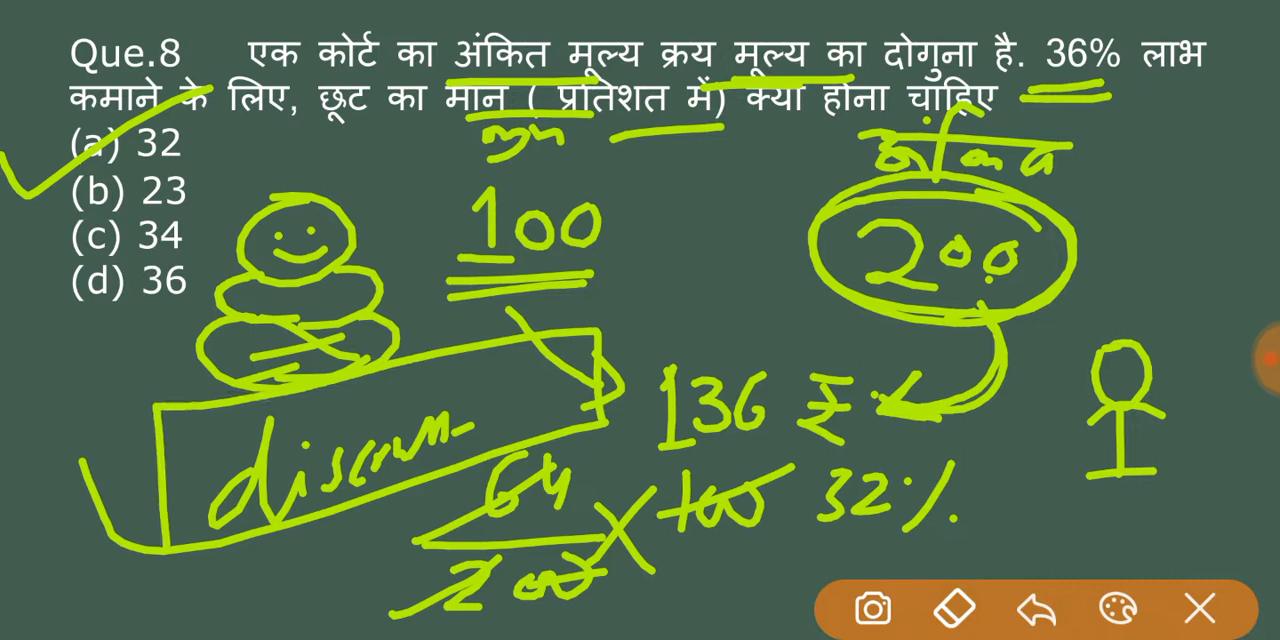 Que.8 एक कोर्ट का अंकित मूल्य क्रय मूल्य का दोगुना है. 36% लाभ
कमाने के लिए, छूट का मान ( प्रतिशत में) क्या होना चाहिए
(a) 32
(b) 23
(c) 34
(d) 36
100
200
136 ₹
64
200
× 100 32%